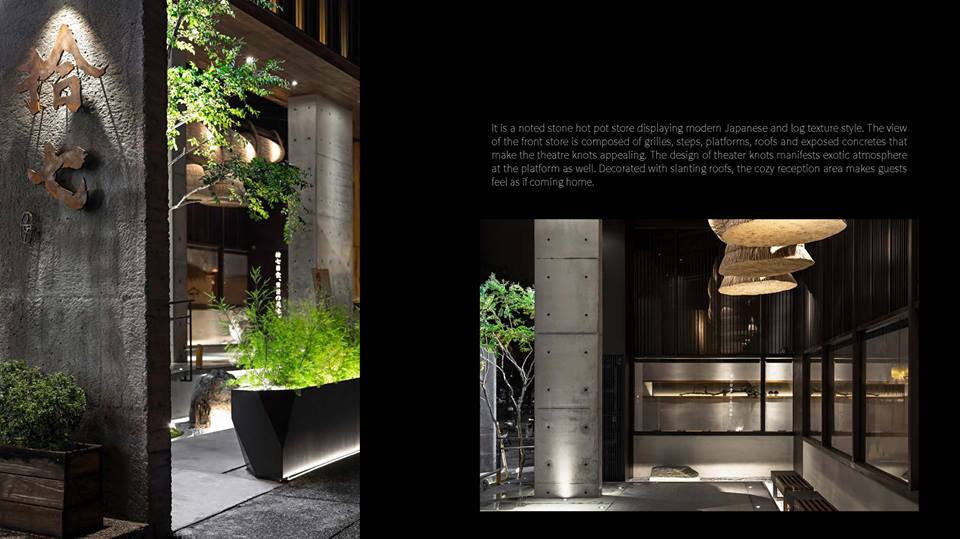 拾
七
It is a noted stone hot pot store displaying modern Japanese and log texture style. The view
of the front store is composed of grilles, steps, platforms, roofs and exposed concretes that
make the theatre knots appealing. The design of theater knots manifests exotic atmosphere
at the platform as well. Decorated with slanting roofs, the cozy reception area makes guests
feel as if coming home.